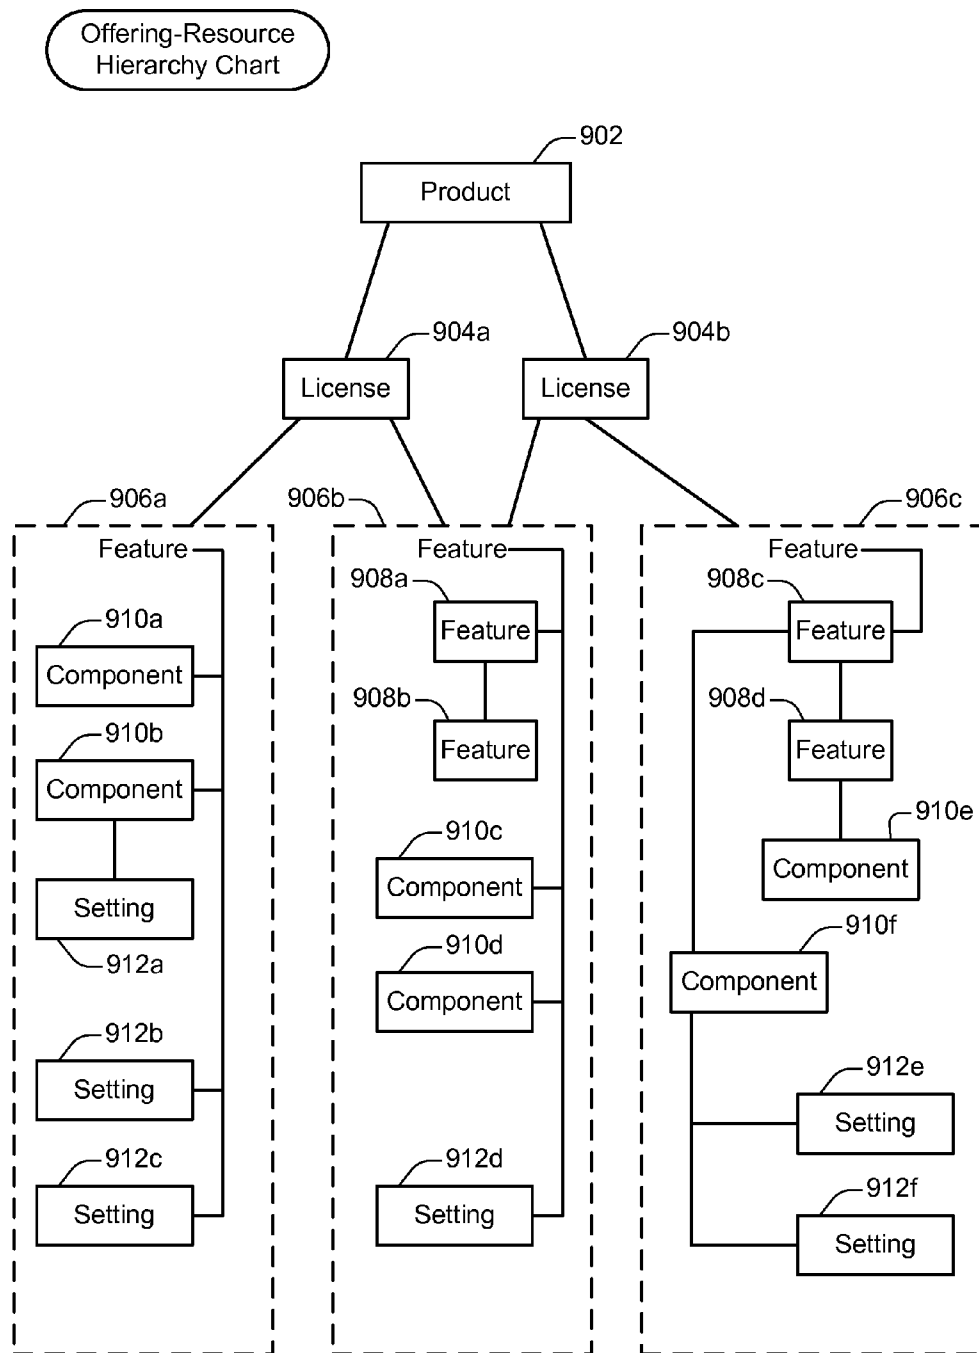 Offering-Resource
Hierarchy Chart
902
Product
904a
904b
License
License
906a
906b
906c
Feature
Feature
Feature
908a
908c
910a
Feature
Feature
Component
908b
908d
910b
Feature
Feature
Component
910c
910e
Component
Component
Setting
912a
910d
910f
Component
Component
912b
912e
Setting
Setting
912c
912d
912f
Setting
Setting
Setting